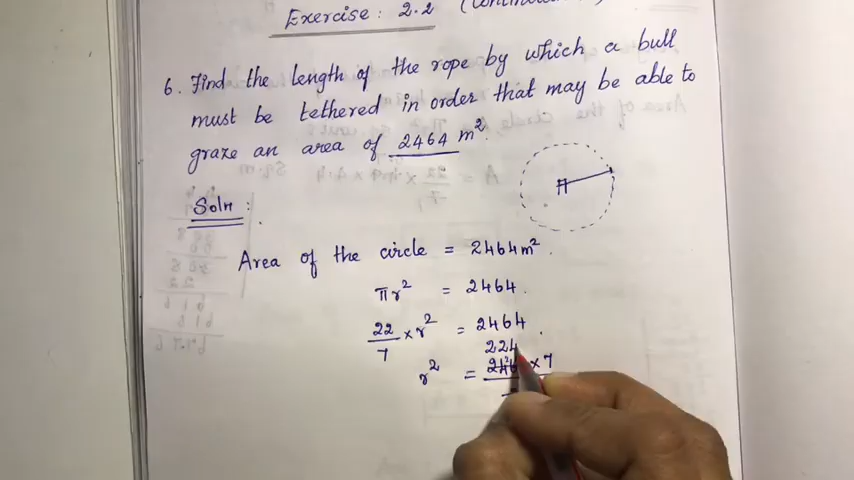 Exercise: 2.2
6. Find the length of the rope by which a bull
must be tethered in order that may be able to
graze an area of 2464 m²
Soln:
Area of the circle = 2464m².
πr² = 2464.
22/7 × r² = 2464.
224
r² = × 7